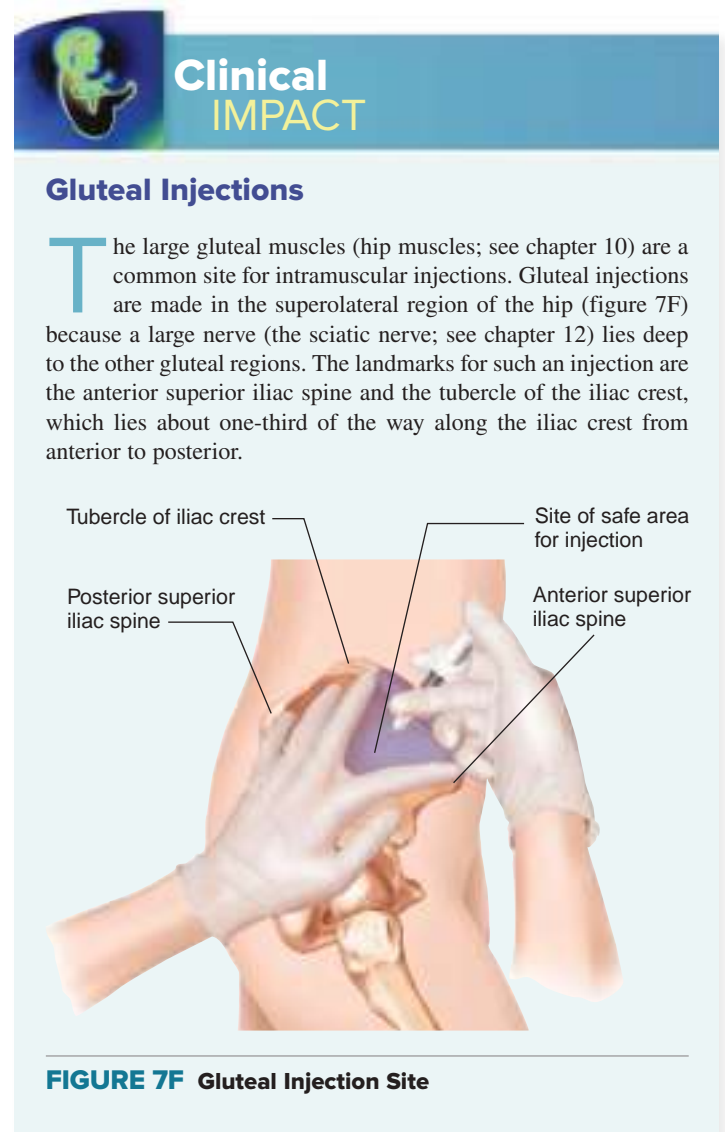 Clinical
IMPACT
Gluteal Injections
The large gluteal muscles (hip muscles; see chapter 10) are a
common site for intramuscular injections. Gluteal injections
are made in the superolateral region of the hip (figure 7F)
because a large nerve (the sciatic nerve; see chapter 12) lies deep
to the other gluteal regions. The landmarks for such an injection are
the anterior superior iliac spine and the tubercle of the iliac crest,
which lies about one-third of the way along the iliac crest from
anterior to posterior.
Tubercle of iliac crest
Site of safe area
for injection
Posterior superior
iliac spine
Anterior superior
iliac spine
FIGURE 7F Gluteal Injection Site